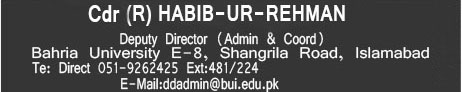 Cdr (R) HABIB-UR-REHMAN
Deputy Director (Admin & Coord)
Bahria University E-8, Shangrila Road, Islamabad
Te: Direct 051-9262425 Ext:481/224
E-Mail:ddadmin@bui.edu.pk